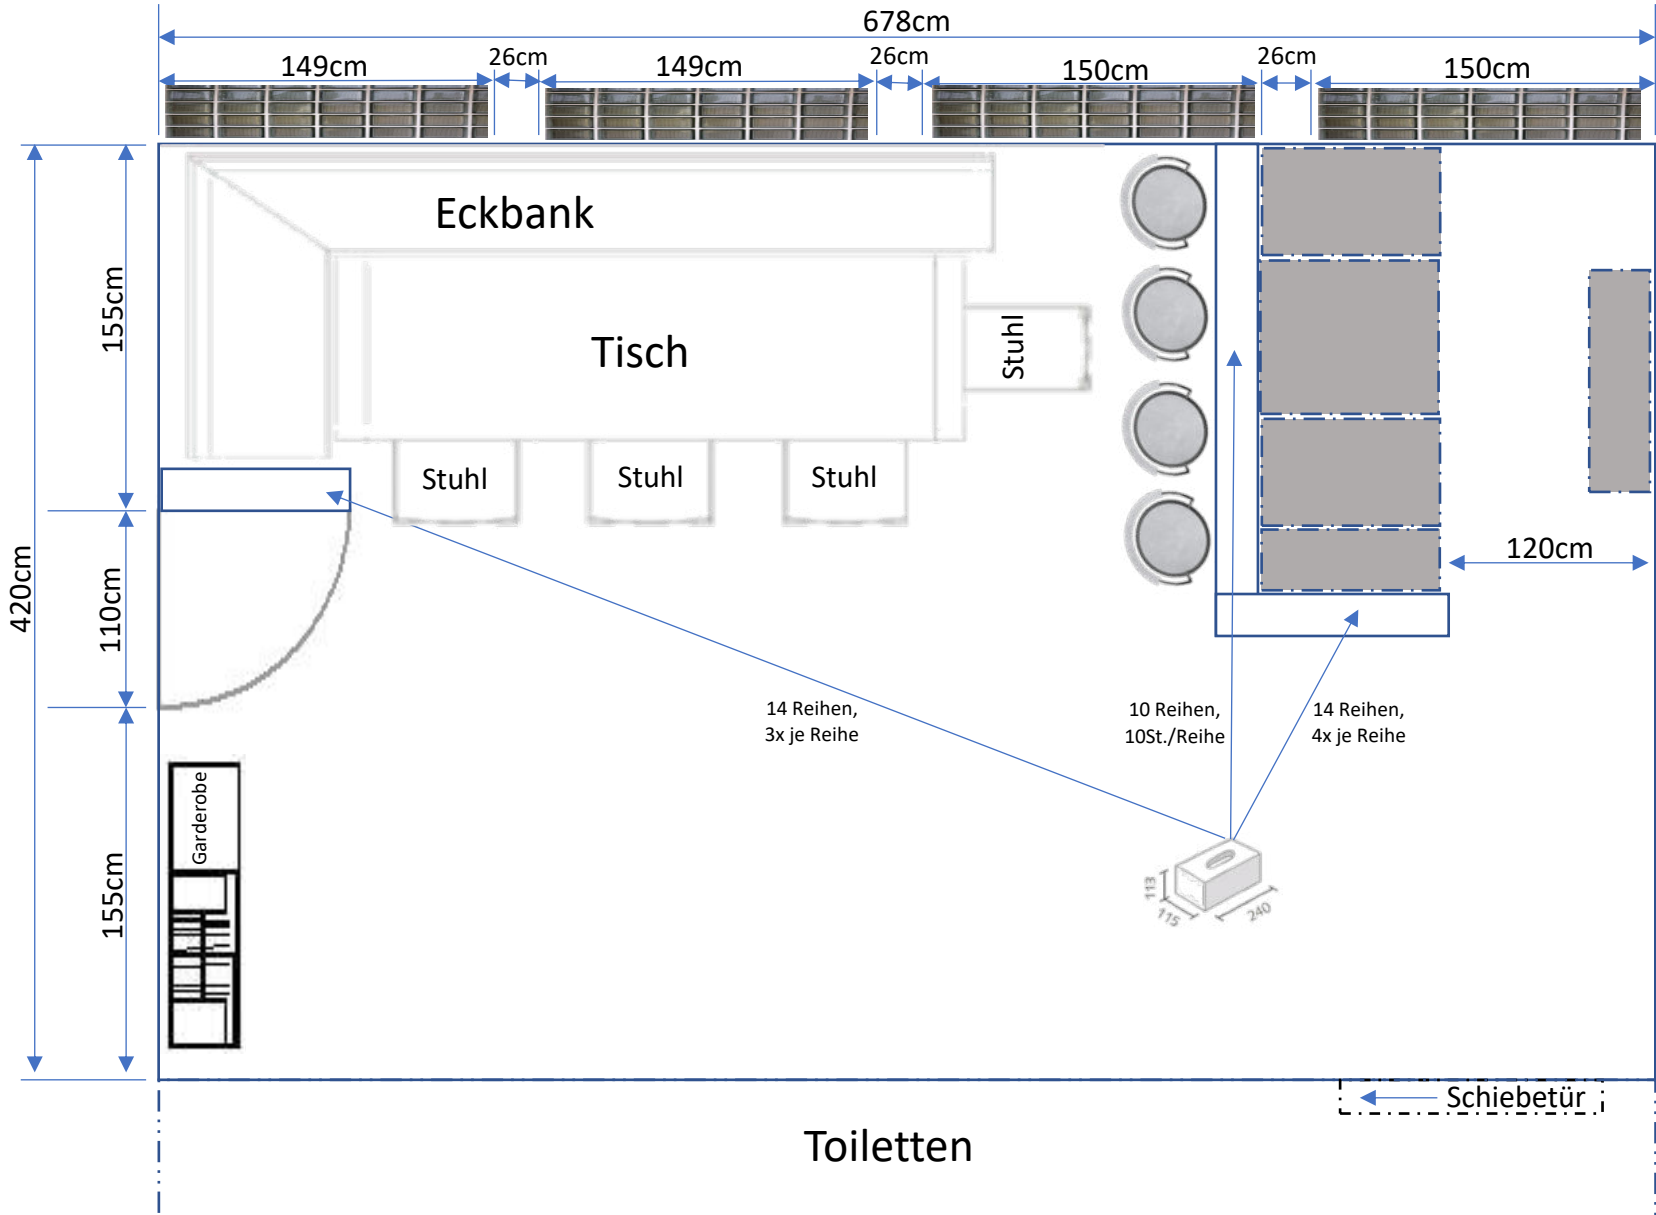 678cm
149cm
26cm
149cm
26cm
150cm
26cm
150cm
Eckbank
155cm
Tisch
Stuhl
Stuhl
Stuhl
Stuhl
420cm
110cm
120cm
14 Reihen,
3x je Reihe
10 Reihen,
10St./Reihe
14 Reihen,
4x je Reihe
Garderobe
155cm
113
115
240
Schiebetür
Toiletten